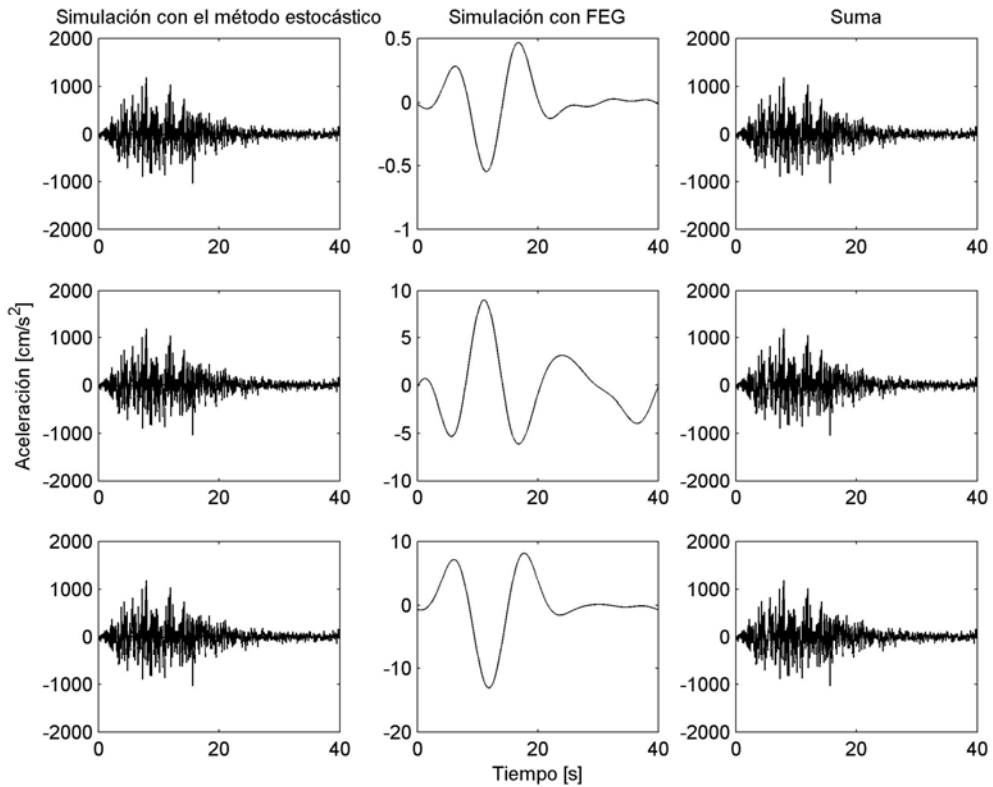 Simulación con el método estocástico Simulación con FEG Suma
2000 0.5 2000
1000 0 1000
0 -0.5 0
-1000 -1000
-2000 -1 -2000
0 20 40 0 20 40 0 20 40
Aceleración [cm/s²]
2000 10 2000
1000 5 1000
0 0 0
-1000 -5 -1000
-2000 -10 -2000
0 20 40 0 20 40 0 20 40
2000 10 2000
1000 0 1000
0 -10 0
-1000 -1000
-2000 -20 -2000
0 20 40 0 20 40 0 20 40
Tiempo [s]